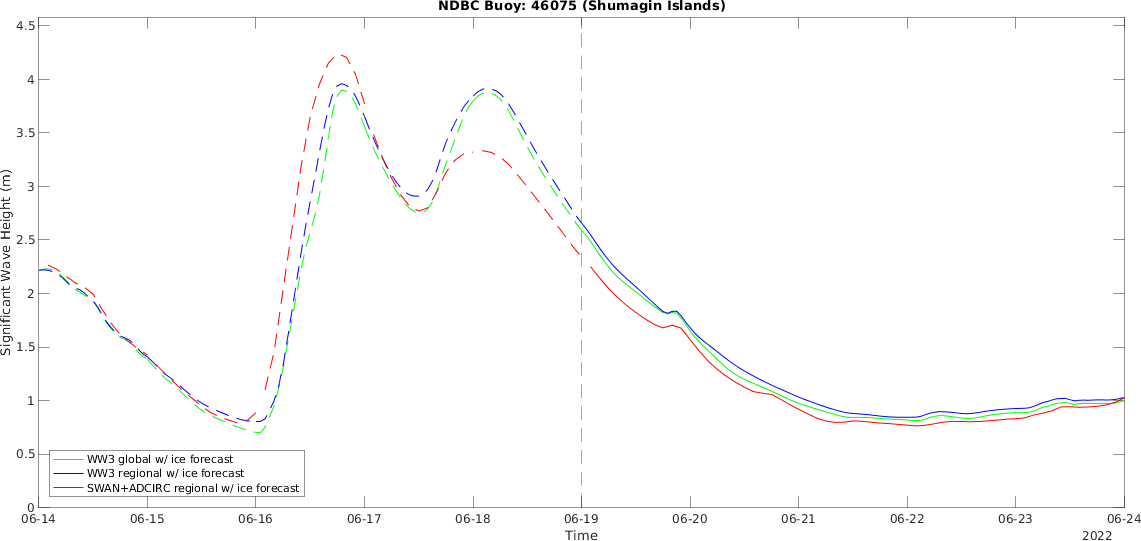 NDBC Buoy: 46075 (Shumagin Islands)
4.5
4
3.5
3
2.5
2
1.5
1
0.5
0
Significant Wave Height (m)
WW3 global w/ ice forecast
WW3 regional w/ ice forecast
SWAN+ADCIRC regional w/ ice forecast
06-14 06-15 06-16 06-17 06-18 06-19 06-20 06-21 06-22 06-23 06-24
Time
2022